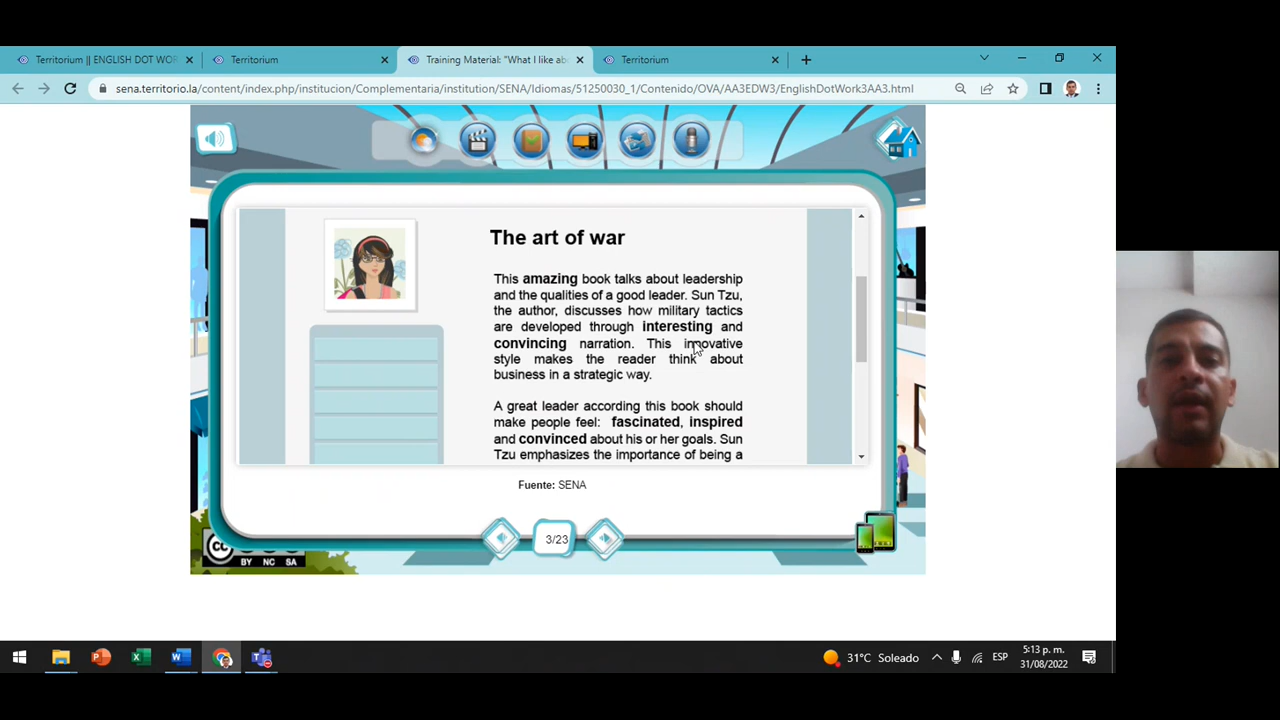 Territorium || ENGLISH DOT WOR
Territorium
Training Material: "What I like abo
Territorium
sena.territorio.la/content/index.php/institucion/Complementaria/institution/SENA/Idiomas/51250030_1/Contenido/OVA/AA3EDW3/EnglishDotWork3AA3.html
The art of war
This amazing book talks about leadership
and the qualities of a good leader. Sun Tzu,
the author, discusses how military tactics
are developed through interesting and
convincing narration. This innovative
style makes the reader think about
business in a strategic way.
A great leader according this book should
make people feel: fascinated, inspired
and convinced about his or her goals. Sun
Tzu emphasizes the importance of being a
Fuente: SENA
3/23
CC
BY NC SA
31°C Soleado
ESP
5:13 p. m.
31/08/2022